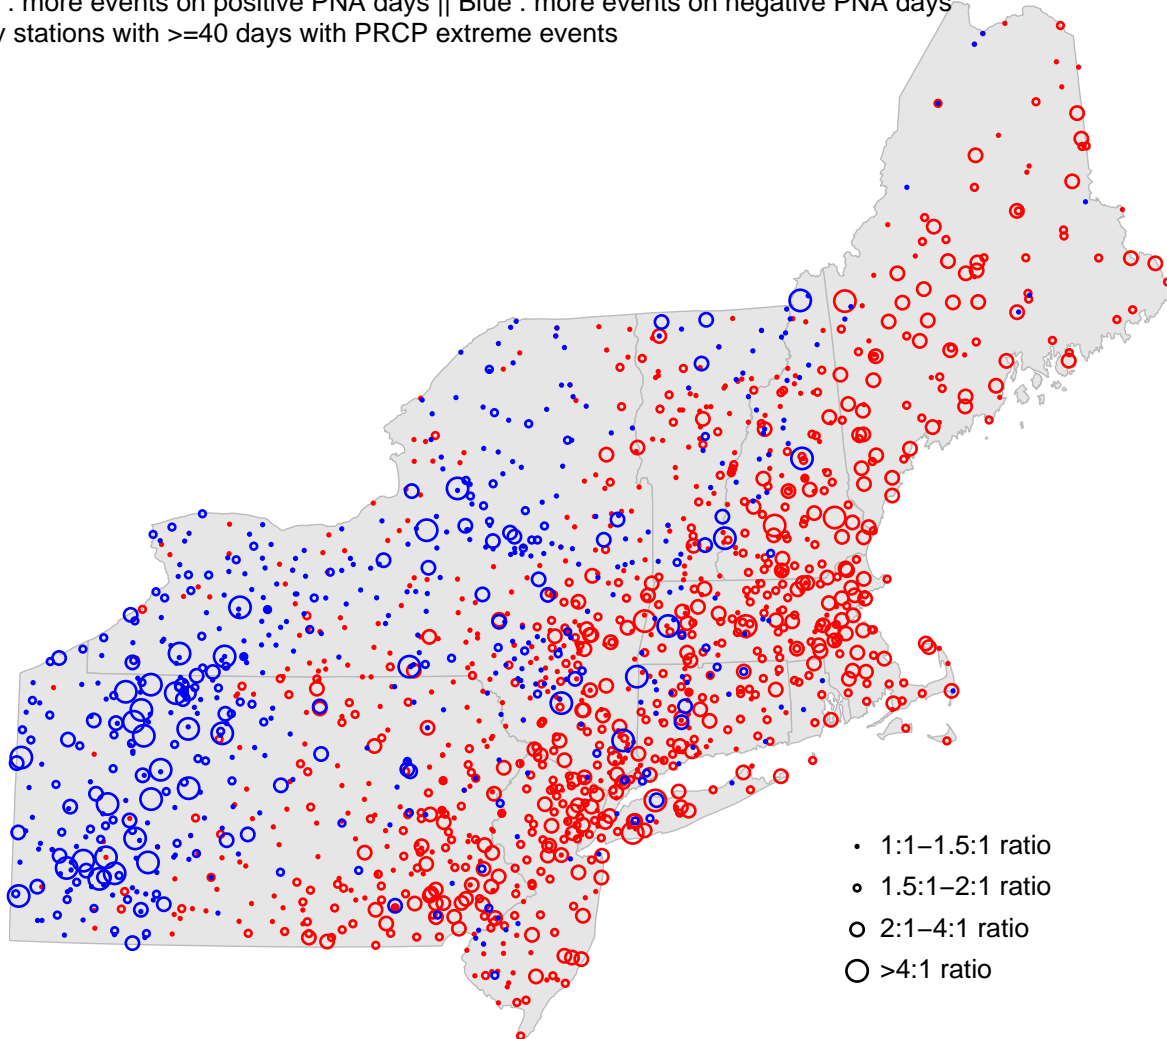 : more events on positive PNA days || Blue : more events on negative PNA days
stations with >=40 days with PRCP extreme events
1:1−1.5:1 ratio
1.5:1−2:1 ratio
2:1−4:1 ratio
>4:1 ratio